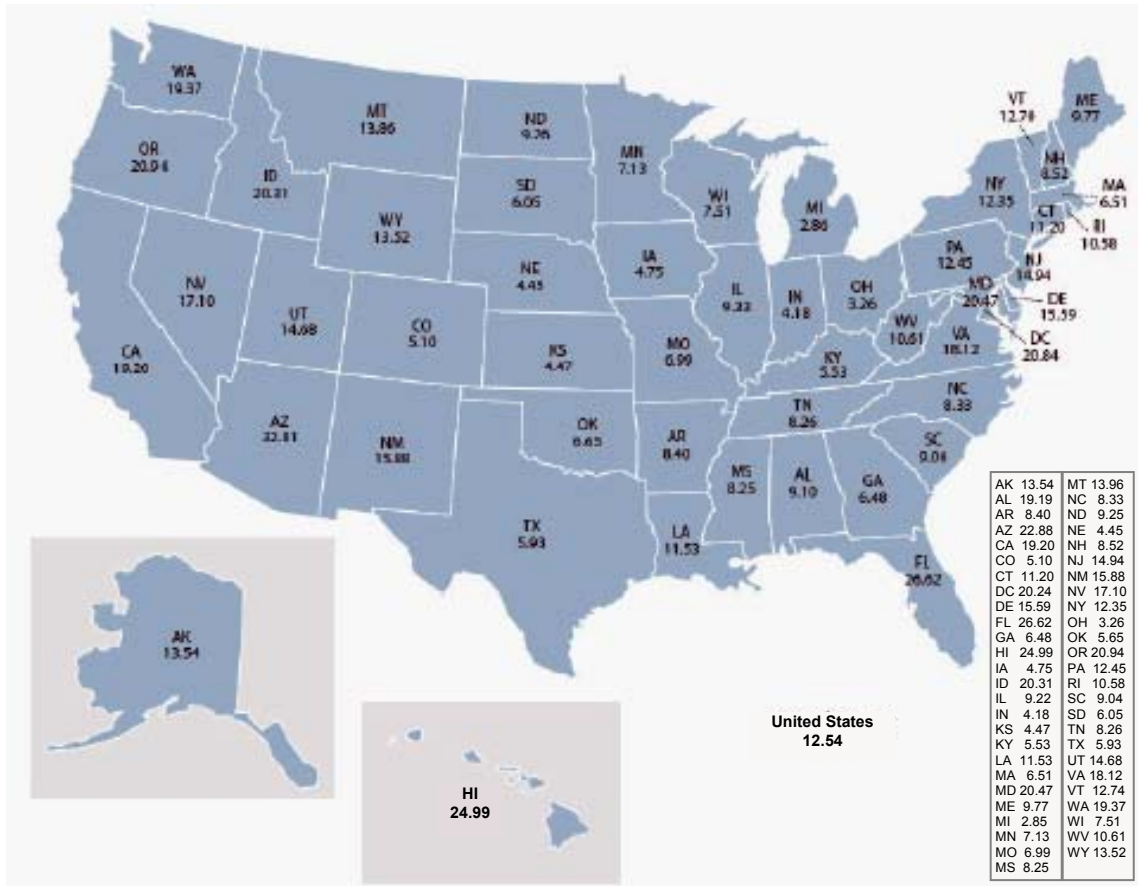 WA
19.37
MT
ND
MN
7.13
VT
ME
9.77
OR
ID
20.31
SD
6.05
WI
7.51
MI
NH
8.52
NY
12.35
MA
6.51
WY
13.52
CT
11.20
RI
10.58
IA
4.75
NE
PA
12.45
NJ
14.94
NV
17.10
IL
IN
4.18
OH
3.26
MD
20.47
DE
15.59
UT
14.68
CO
5.10
WV
10.61
VA
18.12
DC
CA
KS
4.47
MO
6.99
KY
5.53
NC
8.33
AZ
NM
15.88
OK
AR
8.40
TN
8.26
SC
MS
8.25
AL
GA
6.48
TX
5.93
LA
11.53
FL
26.62
AK
13.54
HI
24.99
United States
12.54
AK 13.54 MT 13.96
AL 19.19 NC 8.33
AR 8.40 ND 9.25
AZ 22.88 NE 4.45
CA 19.20 NH 8.52
CO 5.10 NJ 14.94
CT 11.20 NM 15.88
DC 20.24 NV 17.10
DE 15.59 NY 12.35
FL 26.62 OH 3.26
GA 6.48 OK 5.65
HI 24.99 OR 20.94
IA 4.75 PA 12.45
ID 20.31 RI 10.58
IL 9.22 SC 9.04
IN 4.18 SD 6.05
KS 4.47 TN 8.26
KY 5.53 TX 5.93
LA 11.53 UT 14.68
MA 6.51 VA 18.12
MD 20.47 VT 12.74
ME 9.77 WA 19.37
MI 2.85 WI 7.51
MN 7.13 WV 10.61
MO 6.99 WY 13.52
MS 8.25